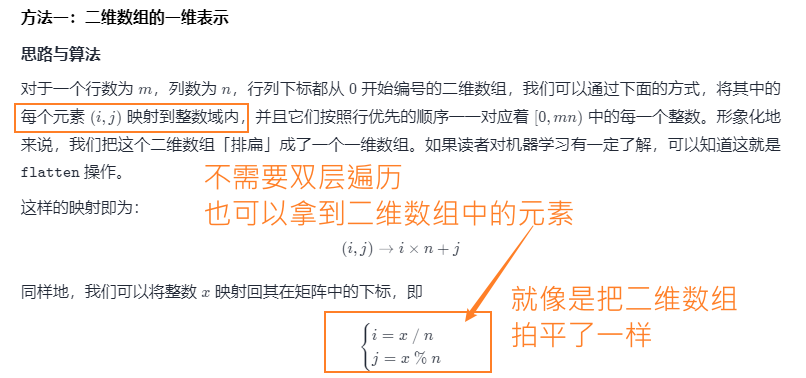 方法一：二维数组的一维表示
思路与算法
对于一个行数为 m，列数为 n，行列下标都从 0 开始编号的二维数组，我们可以通过下面的方式，将其中的
每个元素 (i, j) 映射到整数域内，并且它们按照行优先的顺序一一对应着 [0, mn) 中的每一个整数。形象化地
来说，我们把这个二维数组「排扁」成了一个一维数组。如果读者对机器学习有一定了解，可以知道这就是
flatten 操作。
不需要双层遍历
这样的映射即为：
也可以拿到二维数组中的元素
(i, j) → i × n + j
同样地，我们可以将整数 x 映射回其在矩阵中的下标，即
就像是把二维数组
拍平了一样
i = x / n
j = x % n